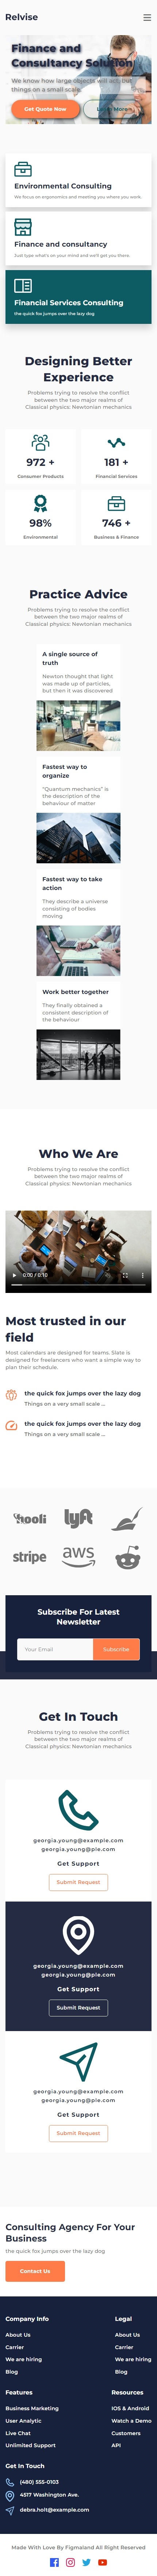 Relvise
Finance and
Consultancy Solution
We know how large objects will act, but
things on a small scale.
Get Quote Now
Learn More
Environmental Consulting
We focus on ergonomics and meeting you where you work.
Finance and consultancy
Just type what's on your mind and we'll get you there.
Financial Services Consulting
the quick fox jumps over the lazy dog
Designing Better
Experience
Problems trying to resolve the conflict
between the two major realms of
Classical physics: Newtonian mechanics
972 +
Consumer Products
181 +
Financial Services
98%
Environmental
746 +
Business & Finance
Practice Advice
Problems trying to resolve the conflict
between the two major realms of
Classical physics: Newtonian mechanics
A single source of
truth
Newton thought that light
was made up of particles,
but then it was discovered
Fastest way to
organize
"Quantum mechanics" is
the description of the
behaviour of matter
Fastest way to take
action
They describe a universe
consisting of bodies
moving
Work better together
They finally obtained a
consistent description of
the behaviour
Who We Are
Problems trying to resolve the conflict
between the two major realms of
Classical physics: Newtonian mechanics
0:00 / 0:10
Most trusted in our
field
Most calendars are designed for teams. Slate is
designed for freelancers who want a simple way to
plan their schedule.
the quick fox jumps over the lazy dog
Things on a very small scale ...
the quick fox jumps over the lazy dog
Things on a very small scale ...
hooli
lyft
stripe
aws
Subscribe For Latest
Newsletter
Your Email
Subscribe
Get In Touch
Problems trying to resolve the conflict
between the two major realms of
Classical physics: Newtonian mechanics
georgia.young@example.com
georgia.young@ple.com
Get Support
Submit Request
georgia.young@example.com
georgia.young@ple.com
Get Support
Submit Request
georgia.young@example.com
georgia.young@ple.com
Get Support
Submit Request
Consulting Agency For Your
Business
the quick fox jumps over the lazy dog
Contact Us
Company Info
About Us
Carrier
We are hiring
Blog
Legal
About Us
Carrier
We are hiring
Blog
Features
Business Marketing
User Analytic
Live Chat
Unlimited Support
Resources
IOS & Android
Watch a Demo
Customers
API
Get In Touch
(480) 555-0103
4517 Washington Ave.
debra.holt@example.com
Made With Love By Figmaland All Right Reserved